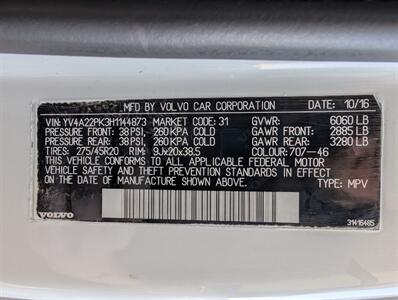 MFD BY VOLVO CAR CORPORATION DATE: 10/16
VIN: YV4A22PK3H1144873 MARKET CODE: 31 GVWR: 6060 LB
PRESSURE FRONT: 38 PSI, 260 KPA COLD GAWR FRONT: 2885 LB
PRESSURE REAR: 38 PSI, 260 KPA COLD GAWR REAR: 3280 LB
TIRES: 275/45R20 RIM: 9Jx20x38.5 COLOUR: 707-46
THIS VEHICLE CONFORMS TO ALL APPLICABLE FEDERAL MOTOR
VEHICLE SAFETY AND THEFT PREVENTION STANDARDS IN EFFECT
ON THE DATE OF MANUFACTURE SHOWN ABOVE. TYPE: MPV
VOLVO 31416485